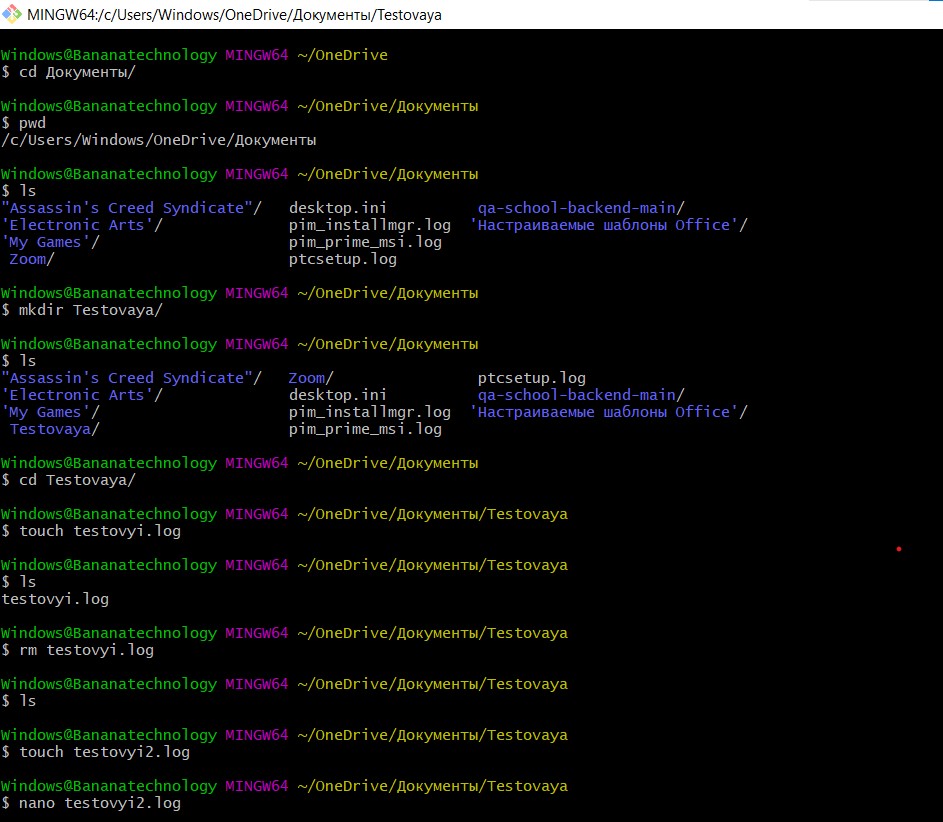 MINGW64:/c/Users/Windows/OneDrive/Документы/Testovaya
Windows@Bananatechnology MINGW64 ~/OneDrive
$ cd Документы/
Windows@Bananatechnology MINGW64 ~/OneDrive/Документы
$ pwd
/c/Users/Windows/OneDrive/Документы
Windows@Bananatechnology MINGW64 ~/OneDrive/Документы
$ ls
"Assassin's Creed Syndicate"/ desktop.ini qa-school-backend-main/
'Electronic Arts'/ pim_installmgr.log 'Настраиваемые шаблоны Office'/
'My Games'/ pim_prime_msi.log
Zoom/ ptcsetup.log
Windows@Bananatechnology MINGW64 ~/OneDrive/Документы
$ mkdir Testovaya/
Windows@Bananatechnology MINGW64 ~/OneDrive/Документы
$ ls
"Assassin's Creed Syndicate"/ Zoom/ ptcsetup.log
'Electronic Arts'/ desktop.ini qa-school-backend-main/
'My Games'/ pim_installmgr.log 'Настраиваемые шаблоны Office'/
Testovaya/ pim_prime_msi.log
Windows@Bananatechnology MINGW64 ~/OneDrive/Документы
$ cd Testovaya/
Windows@Bananatechnology MINGW64 ~/OneDrive/Документы/Testovaya
$ touch testovyi.log
Windows@Bananatechnology MINGW64 ~/OneDrive/Документы/Testovaya
$ ls
testovyi.log
Windows@Bananatechnology MINGW64 ~/OneDrive/Документы/Testovaya
$ rm testovyi.log
Windows@Bananatechnology MINGW64 ~/OneDrive/Документы/Testovaya
$ ls
Windows@Bananatechnology MINGW64 ~/OneDrive/Документы/Testovaya
$ touch testovyi2.log
Windows@Bananatechnology MINGW64 ~/OneDrive/Документы/Testovaya
$ nano testovyi2.log